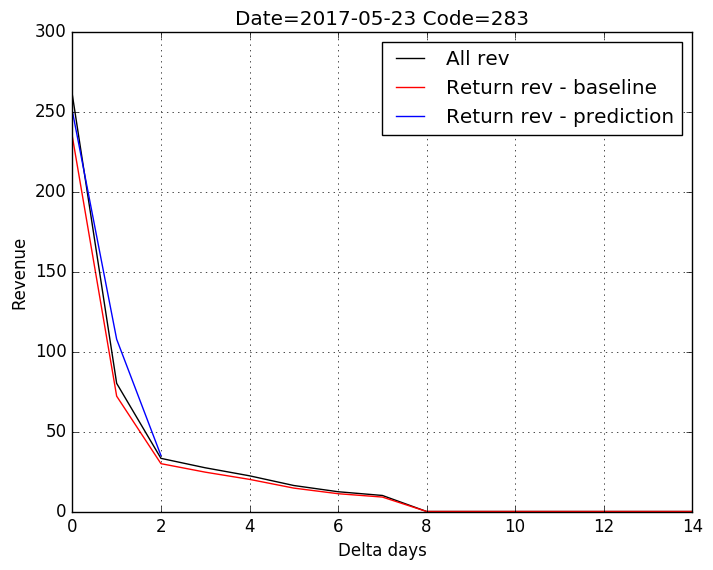 Date=2017-05-23 Code=283
All rev
Return rev - baseline
Return rev - prediction
Revenue
300
250
200
150
100
50
0
0 2 4 6 8 10 12 14
Delta days